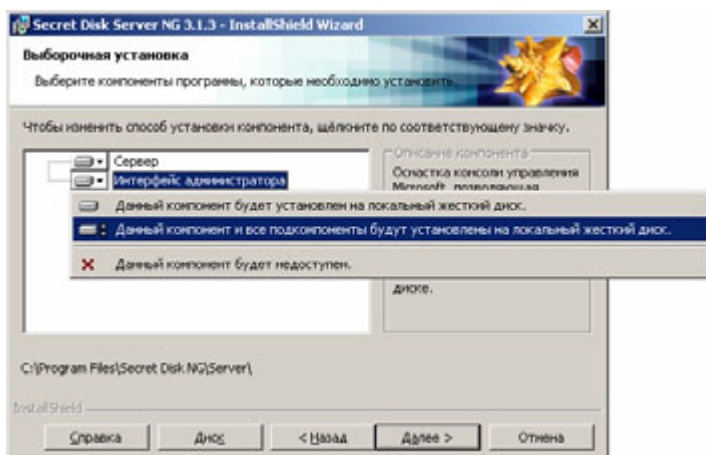 Secret Disk Server NG 3.1.3 - InstallShield Wizard
Выборочная установка
Выберите компоненты программы, которые необходимо установить.
Чтобы изменить способ установки компонента, щёлкните по соответствующему значку.
Сервер
Интерфейс администратора
Описание компонента
Оснастка консоли управления
Microsoft, позволяющая
Данный компонент будет установлен на локальный жесткий диск.
Данный компонент и все подкомпоненты будут установлены на локальный жесткий диск.
Данный компонент будет недоступен.
диске.
C:\Program Files\Secret Disk NG\Server\
InstallShield
Справка
Диск
< Назад
Далее >
Отмена